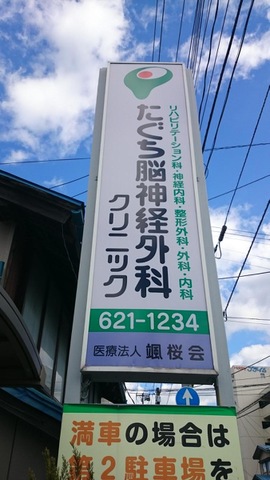 リハビリテーション科・神経内科・整形外科・外科・内科
たぐち脳神経外科
クリニック
621-1234
医療法人 颯桜会
満車の場合は
第2駐車場を